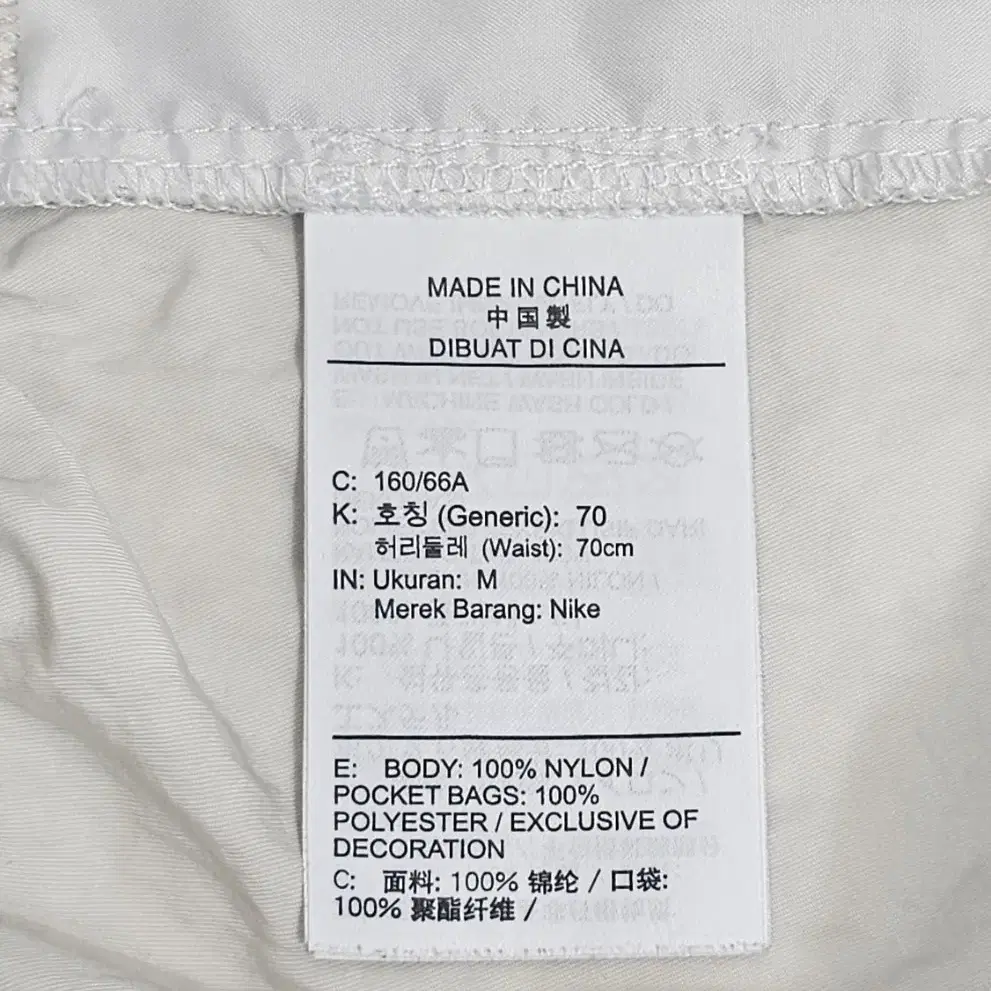 MADE IN CHINA
中国製
DIBUAT DI CINA
C: 160/66A
K: 호칭 (Generic): 70
허리둘레 (Waist): 70cm
IN: Ukuran: M
Merek Barang: Nike
E: BODY: 100% NYLON /
POCKET BAGS: 100%
POLYESTER / EXCLUSIVE OF
DECORATION
C: 面料: 100% 锦纶 / 口袋:
100% 聚酯纤维 /